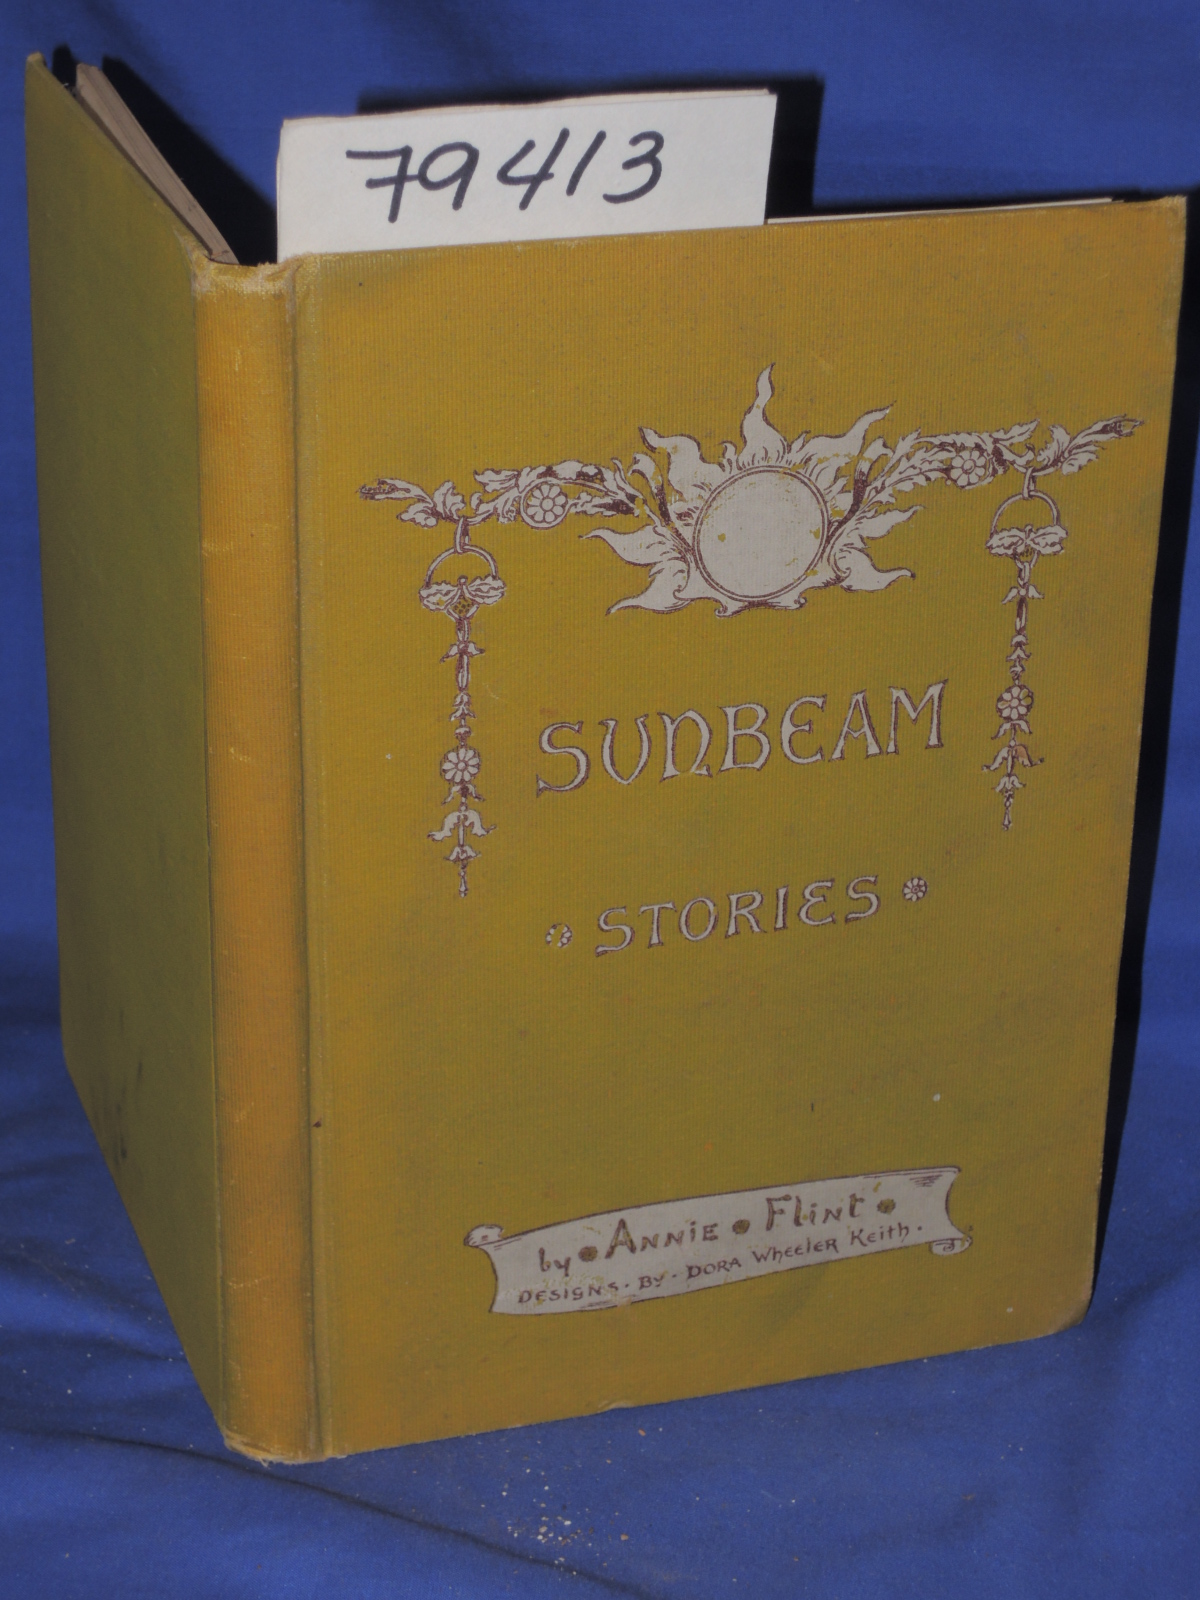 79413
SUNBEAM
STORIES
by • ANNIE • Flint •
DESIGNS • By • DORA WHEELER KEith •